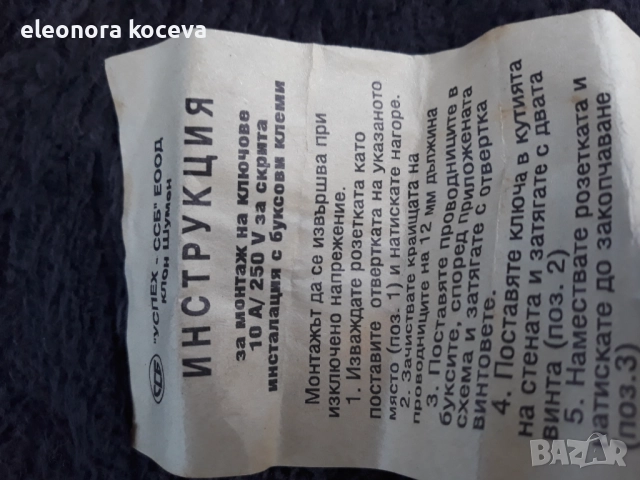 eleonora koceva
"УСПЕХ - ССБ" ЕООД
клон Шумен
ИНСТРУКЦИЯ
за монтаж на ключове
10 А/ 250 V за скрита
инсталация с буксови клеми
Монтажът да се извършва при
изключено напрежение.
1. Изваждате розетката като
поставите отвертката на указаното
място (поз. 1) и натискате нагоре.
2. Зачиствате краищата на
проводниците на 12 мм дължина
3. Поставяте проводниците в
буксите, според приложената
схема и затягате с отвертка
винтовете.
4. Поставяте ключа в кутията
на стената и затягате с двата
винта (поз. 2)
5. Намествате розетката и
натискате до закопчаване
(поз.3)
BAZAR
bg